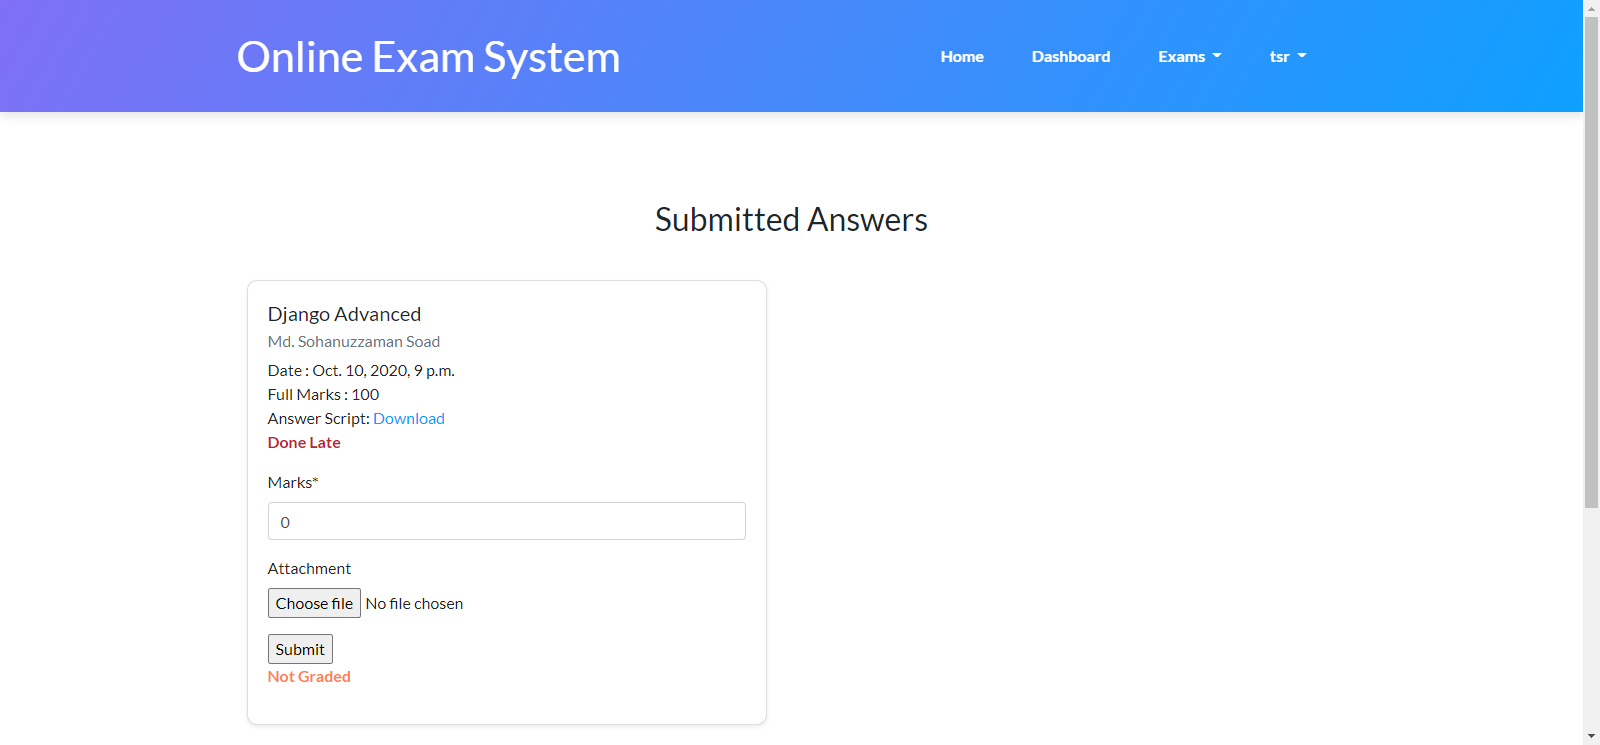 Online Exam System
Home Dashboard Exams tsr
Submitted Answers
Django Advanced
Md. Sohanuzzaman Soad
Date : Oct. 10, 2020, 9 p.m.
Full Marks : 100
Answer Script: Download
Done Late
Marks*
0
Attachment
Choose file No file chosen
Submit
Not Graded